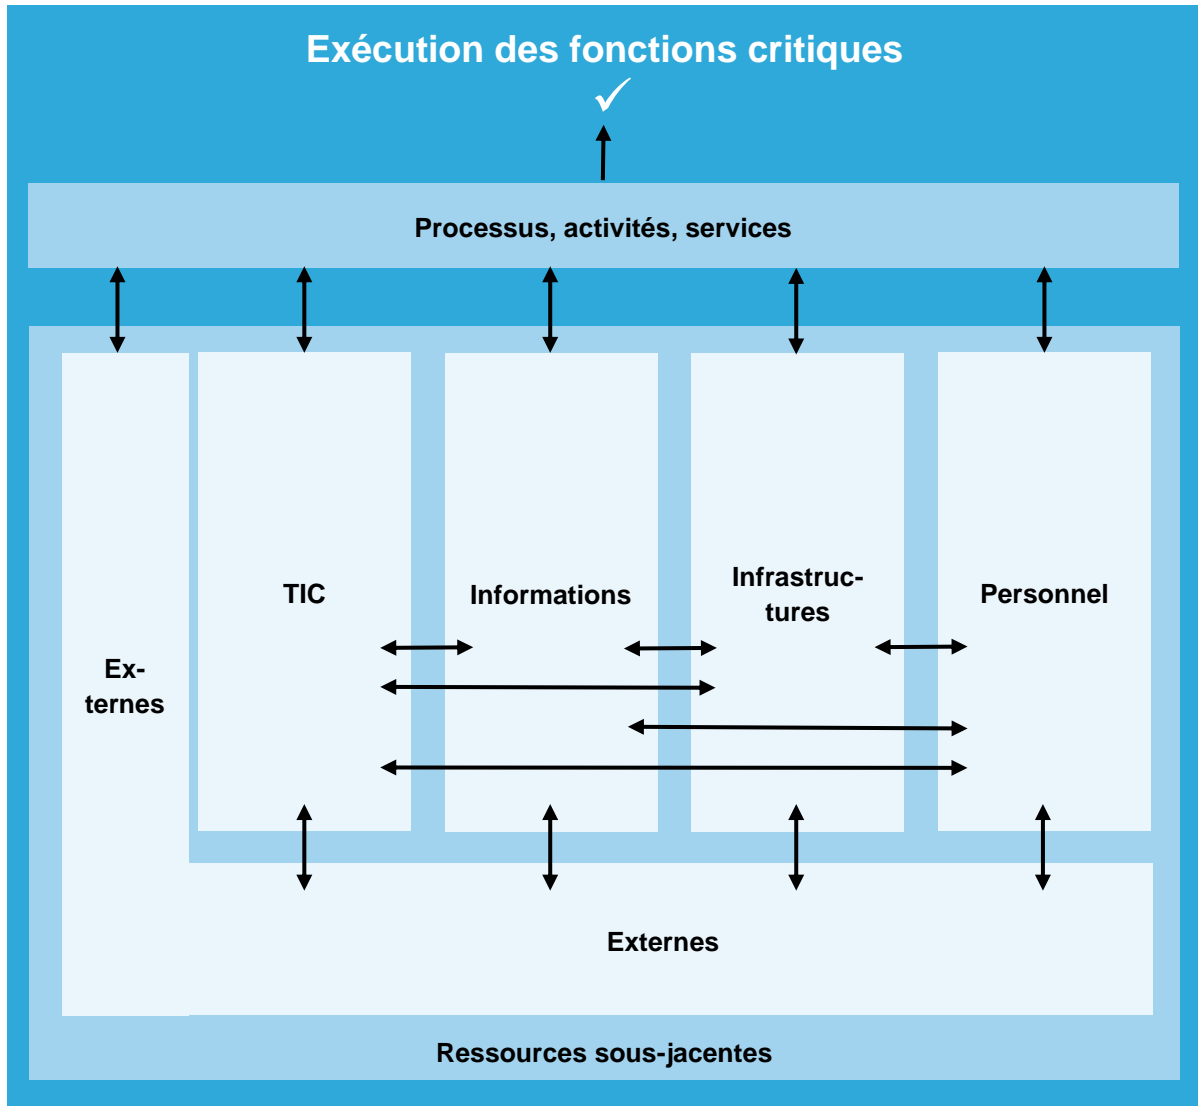 Exécution des fonctions critiques
Processus, activités, services
TIC
Informations
Infrastruc-
tures
Personnel
Ex-
ternes
Externes
Ressources sous-jacentes